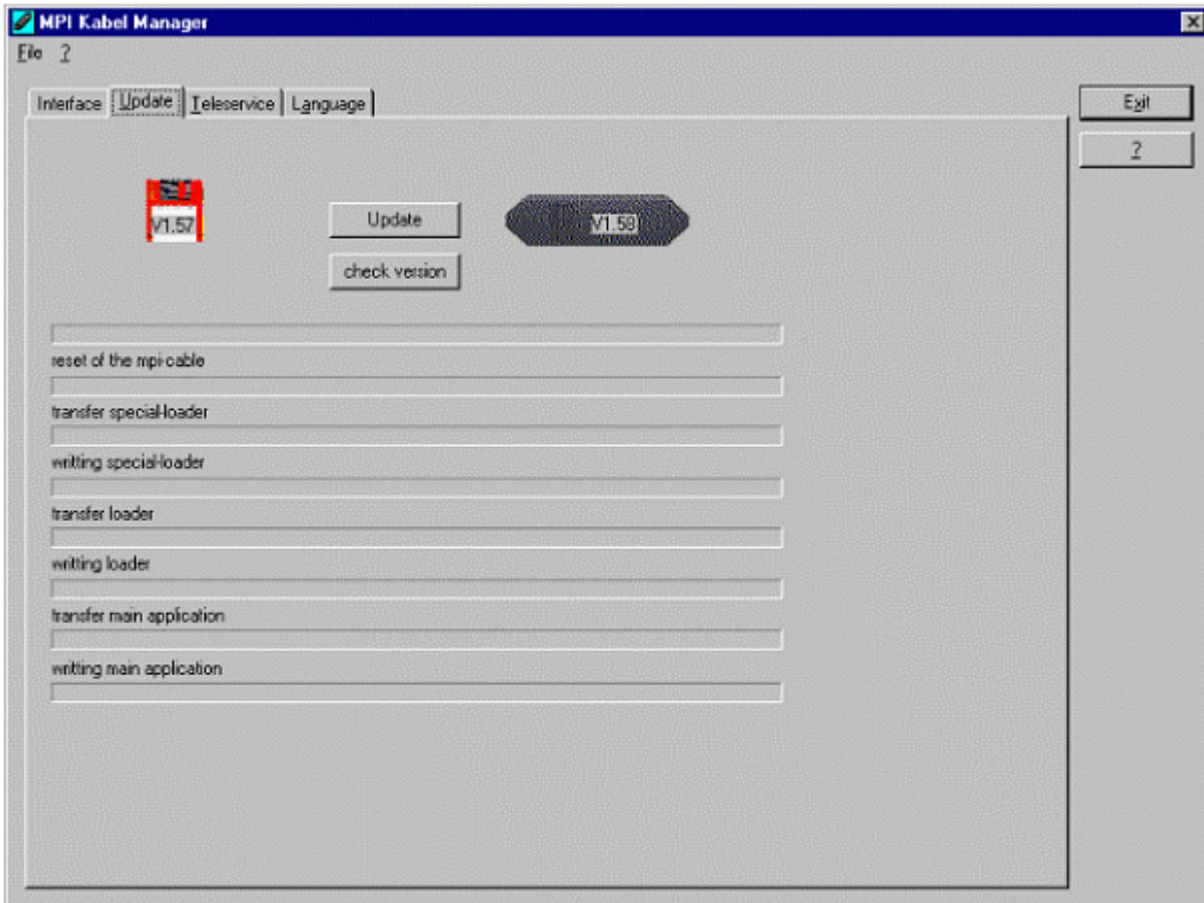 MPI Kabel Manager
File ?
Interface Update Teleservice Language
Exit
?
V1.57
Update
V1.58
check version
reset of the mpi-cable
transfer special-loader
writting special-loader
transfer loader
writting loader
transfer main application
writting main application